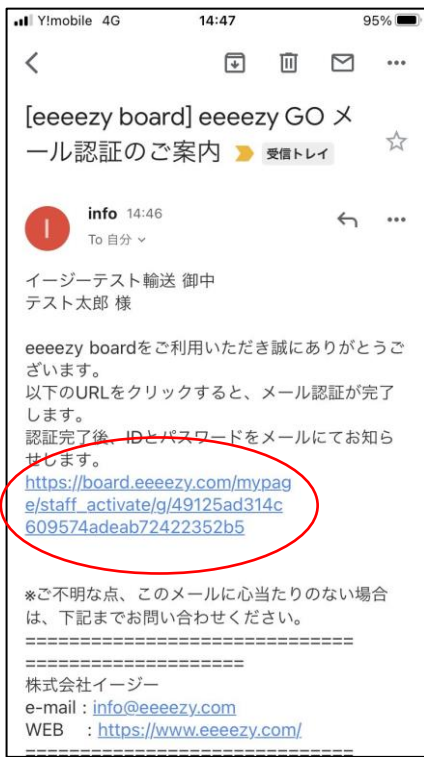 Y!mobile 4G 14:47 95%
[eeeezy board] eeeezy GO メ
ール認証のご案内 受信トレイ
I
info 14:46
To 自分
イージーテスト輸送 御中
テスト太郎 様
eeeezy boardをご利用いただき誠にありがとうご
ざいます。
以下のURLをクリックすると、メール認証が完了
します。
認証完了後、IDとパスワードをメールにてお知ら
せします。
https://board.eeeezy.com/mypag
e/staff_activate/g/49125ad314c
609574adeab72422352b5
※ご不明な点、このメールに心当たりのない場合
は、下記までお問い合わせください。
==============================
====================
株式会社イージー
e-mail : info@eeeezy.com
WEB : https://www.eeeezy.com/
==============================